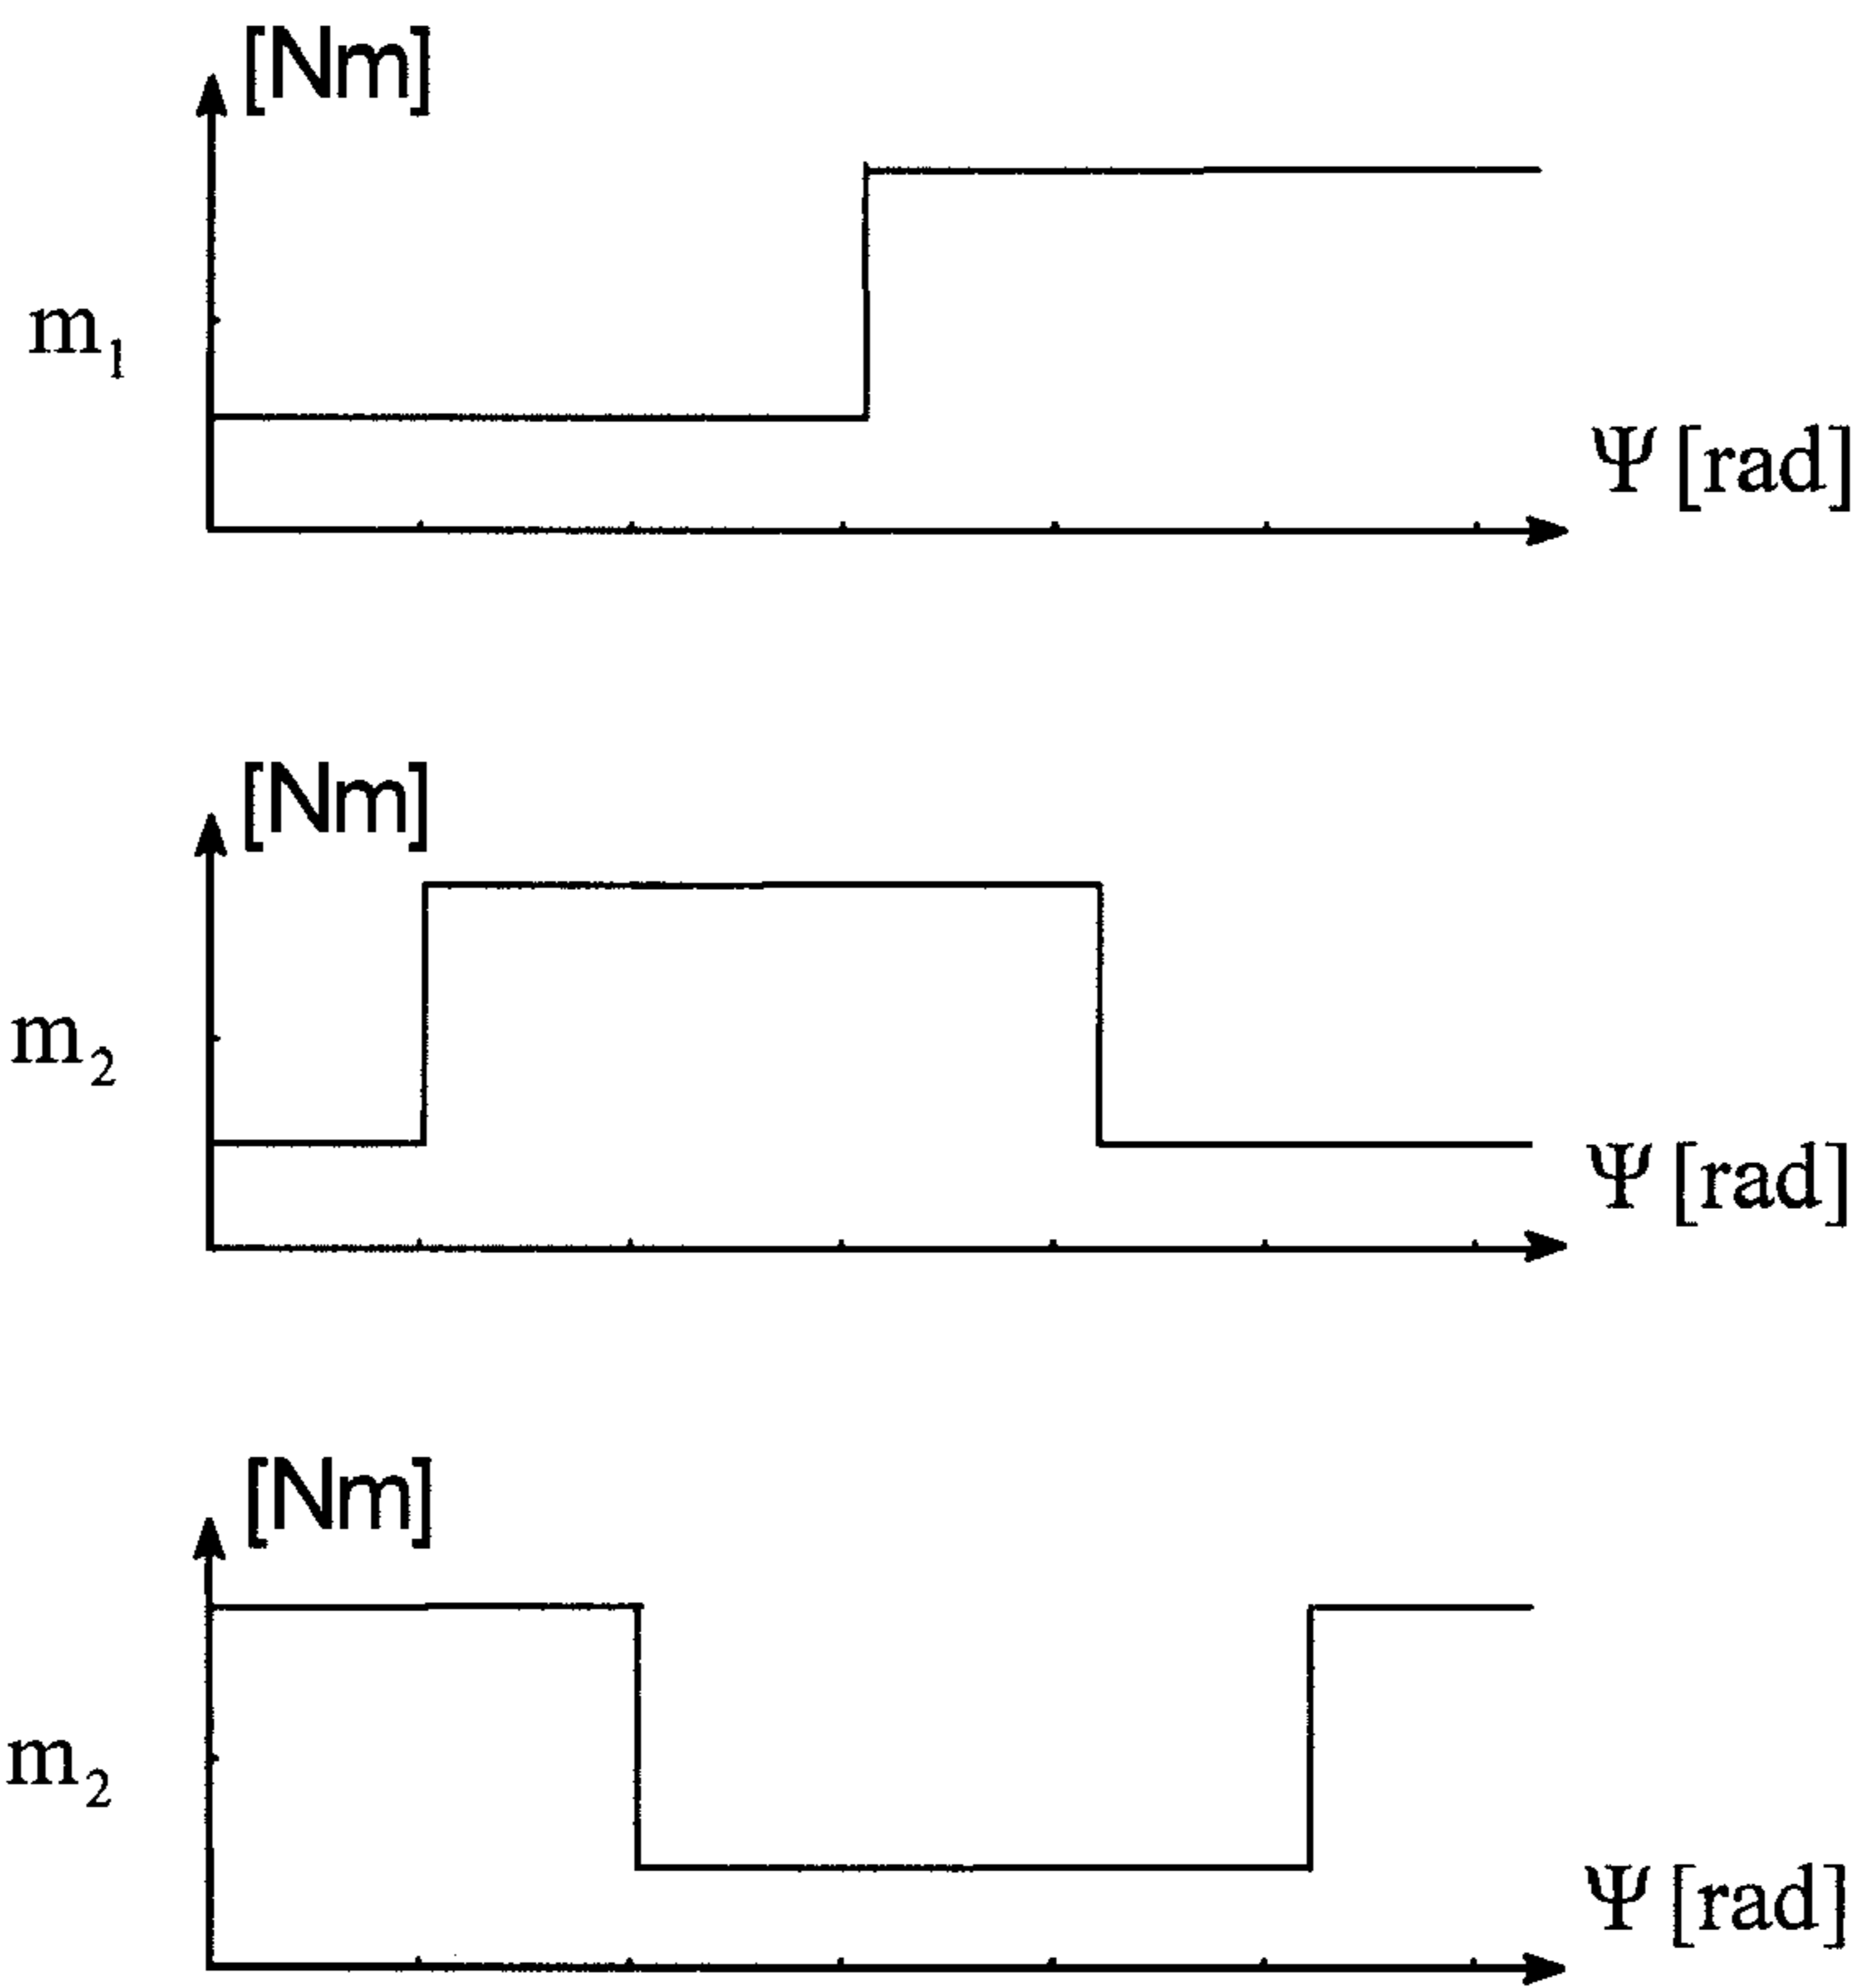 [Nm]
m₁
Ψ [rad]
[Nm]
m₂
Ψ [rad]
[Nm]
m₂
Ψ [rad]